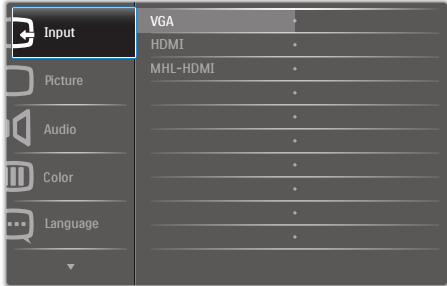 Input
Picture
Audio
Color
Language
VGA
HDMI
MHL-HDMI